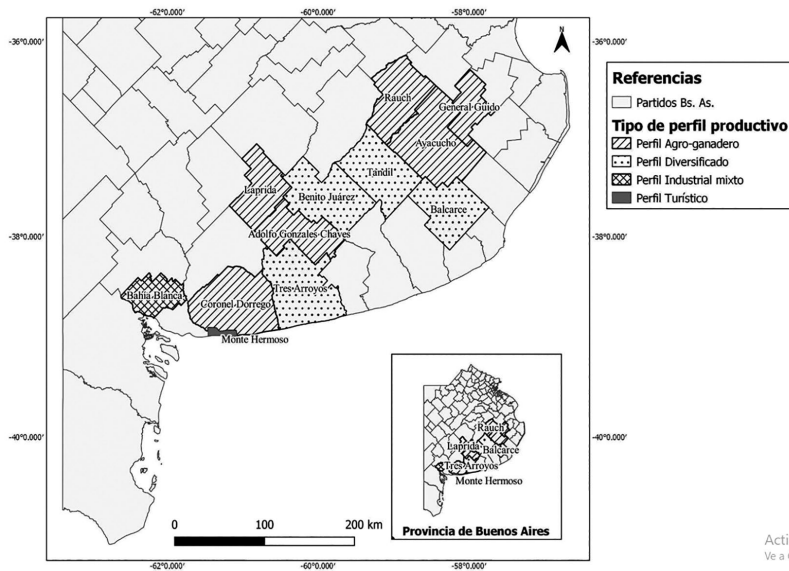 -62°0.000'
-60°0.000'
-58°0.000'
-36°0.000'
-36°0.000'
N
Rauch
General Guido
Ayacucho
Tandil
Laprida
Benito Juárez
Balcarce
Adolfo Gonzales Chaves
-38°0.000'
-38°0.000'
Tres Arroyos
Bahía Blanca
Coronel Dorrego
Monte Hermoso
-40°0.000'
-40°0.000'
0
100
200 km
-62°0.000'
-60°0.000'
-58°0.000'
Rauch
Laprida
Balcarce
Tres Arroyos
Monte Hermoso
Provincia de Buenos Aires
Referencias
Partidos Bs. As.
Tipo de perfil productivo
Perfil Agro-ganadero
Perfil Diversificado
Perfil Industrial mixto
Perfil Turístico
Acti
Ve a